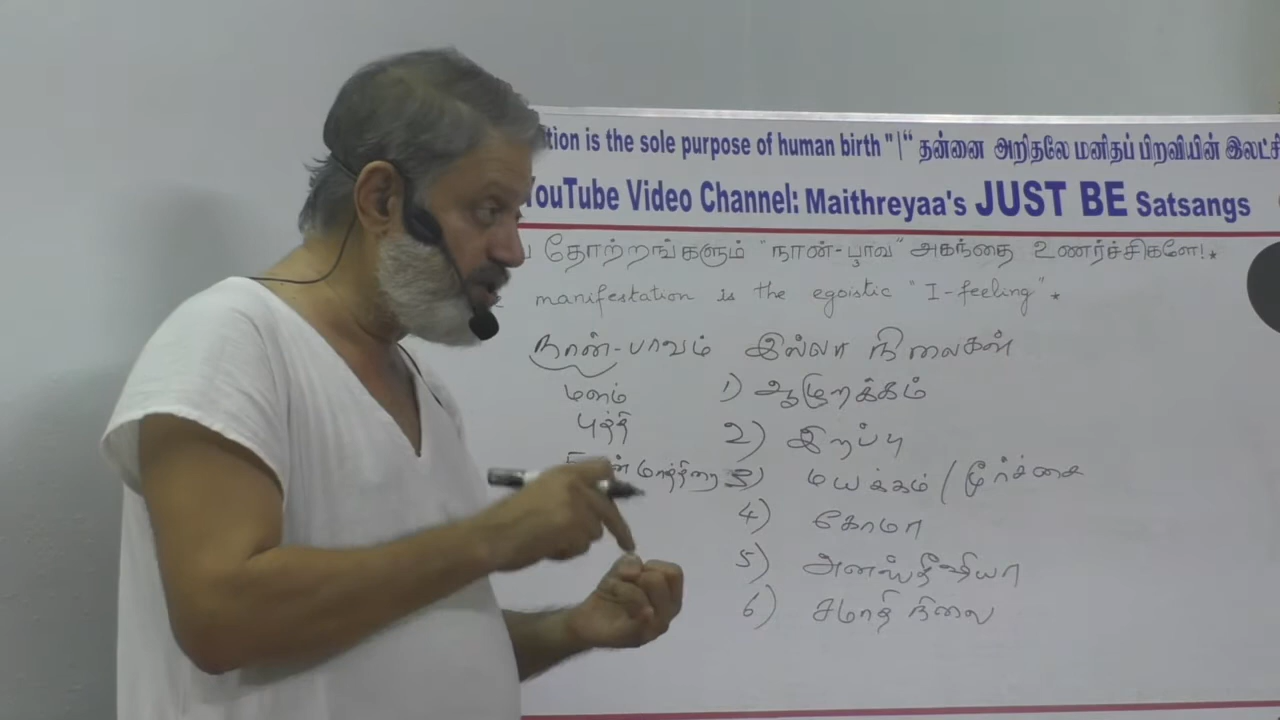 tion is the sole purpose of human birth "|" தன்னை அறிதலே மனிதப் பிறவியின் இலட்சி
YouTube Video Channel: Maithreyaa's JUST BE Satsangs
தோற்றங்களும் "நான்-பாவ" அகந்தை உணர்ச்சிகளே!*
manifestation is the egoistic "I-feeling"*
நான்-பாவம் இல்லா நிலைகள்
மனம் 1) ஆழுறக்கம்
புத்தி 2) இறப்பு
மாத்திரை 3) மயக்கம் / மூர்ச்சை
4) கோமா
5) அனஸ்தீஷியா
6) சமாதி நிலை